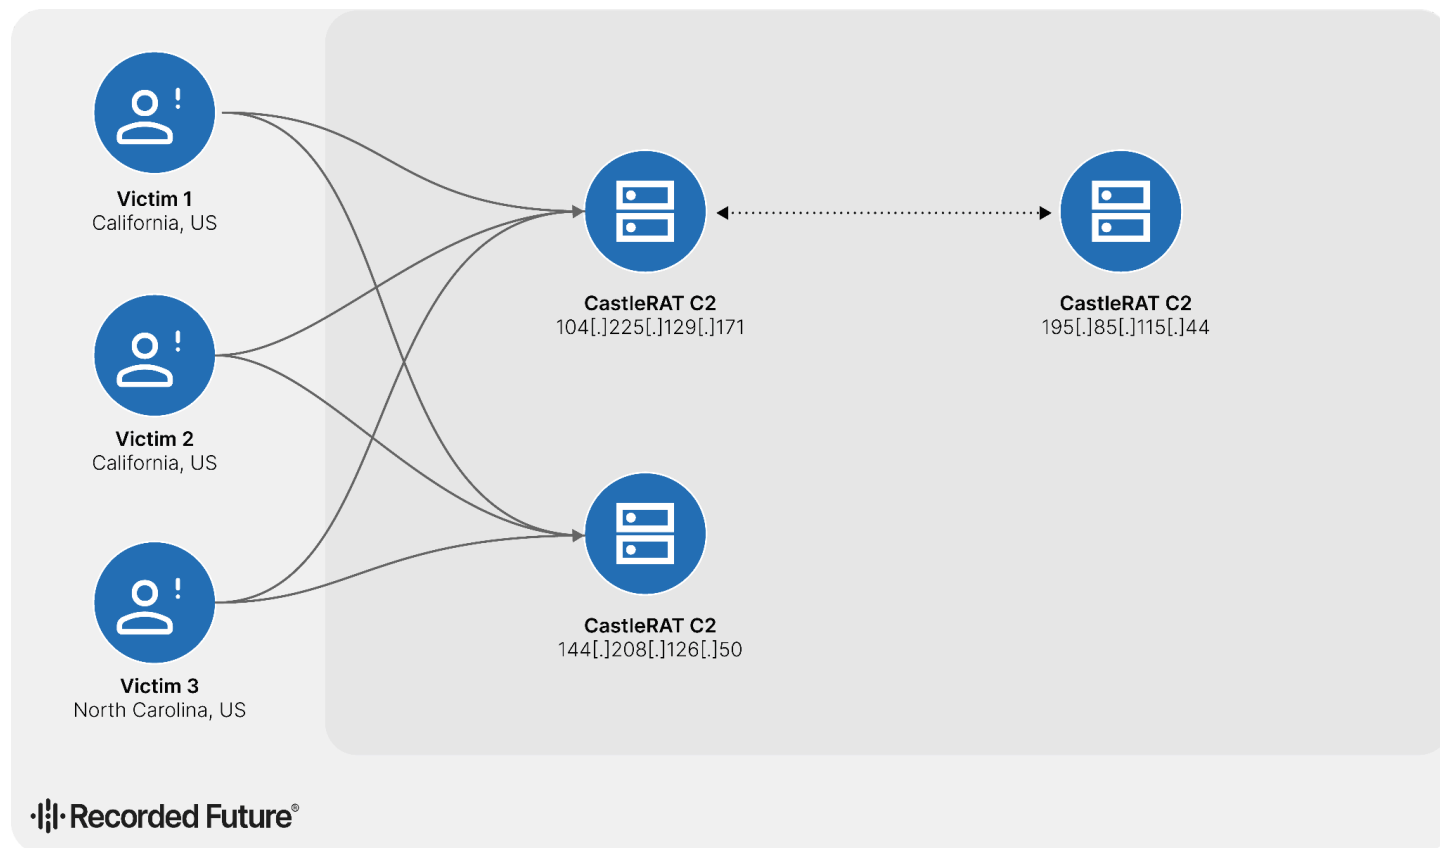 Victim 1
California, US
Victim 2
California, US
Victim 3
North Carolina, US
CastleRAT C2
104[.]225[.]129[.]171
CastleRAT C2
195[.]85[.]115[.]44
CastleRAT C2
144[.]208[.]126[.]50
Recorded Future®